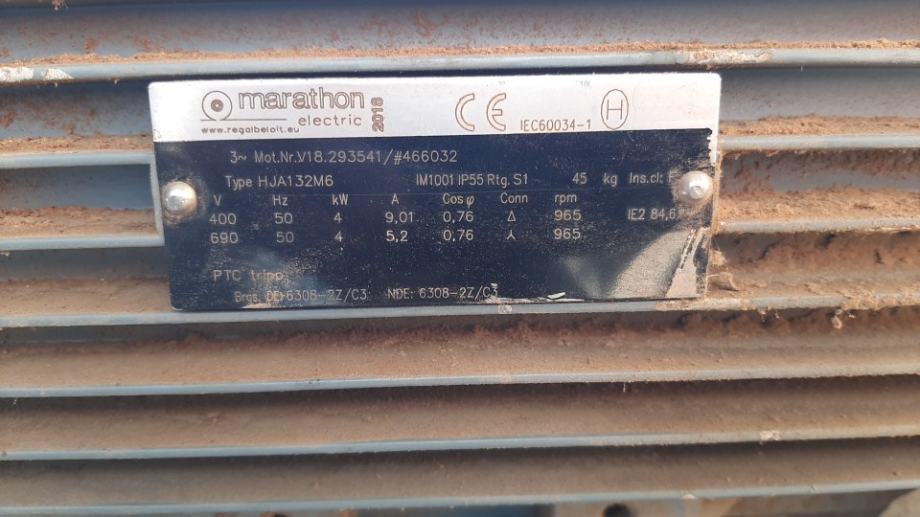 marathon
electric 2018
www.regalbeloit.eu
CE IEC60034-1 H
3~ Mot.Nr.V18.293541/#466032
Type HJA132M6 IM1001 IP55 Rtg. S1 45 kg Ins.cl:
V Hz kW A Cos φ Conn rpm
400 50 4 9,01 0,76 Δ 965 IE2 84,6
690 50 4 5,2 0,76 ⅄ 965
PTC tripp
Brgs. DE:6308-2Z/C3 NDE: 6308-2Z/C3